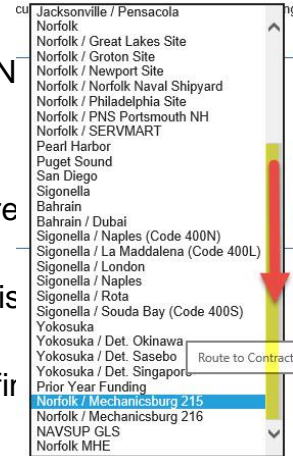 Jacksonville / Pensacola
Norfolk
Norfolk / Great Lakes Site
Norfolk / Groton Site
Norfolk / Newport Site
Norfolk / Norfolk Naval Shipyard
Norfolk / Philadelphia Site
Norfolk / PNS Portsmouth NH
Norfolk / SERVMART
Pearl Harbor
Puget Sound
San Diego
Sigonella
Bahrain
Bahrain / Dubai
Sigonella / Naples (Code 400N)
Sigonella / La Maddalena (Code 400L)
Sigonella / London
Sigonella / Naples
Sigonella / Rota
Sigonella / Souda Bay (Code 400S)
Yokosuka
Yokosuka / Det. Okinawa
Yokosuka / Det. Sasebo
Yokosuka / Det. Singapore
Route to Contract
Prior Year Funding
Norfolk / Mechanicsburg 215
Norfolk / Mechanicsburg 216
NAVSUP GLS
Norfolk MHE